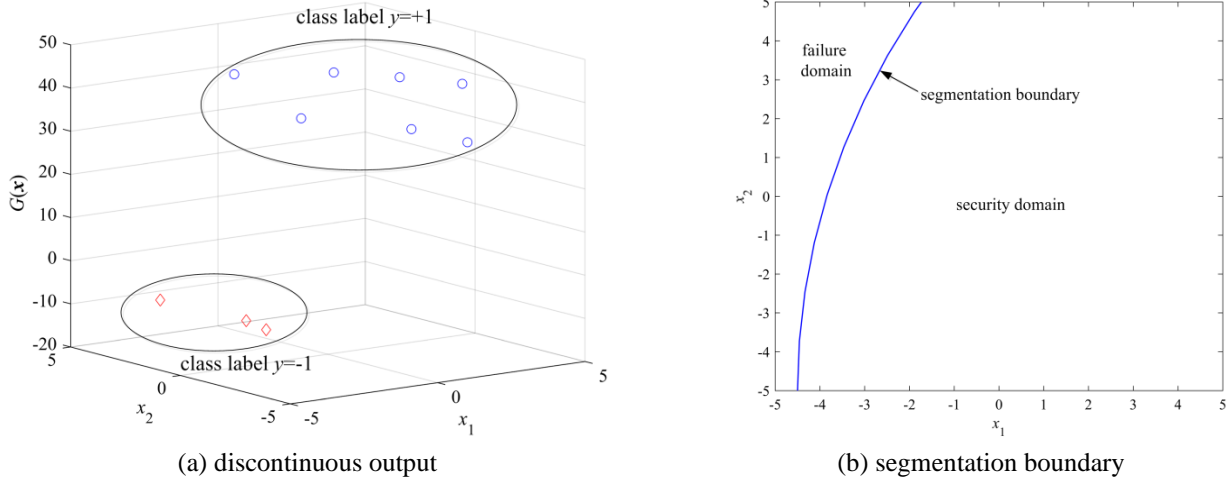 class label y=+1
50
40
30
20
10
0
-10
-20
G(x)
class label y=-1
5
0
-5
x2
-5
0
5
x1
(a) discontinuous output
5
4
3
2
1
0
-1
-2
-3
-4
-5
x2
failure
domain
segmentation boundary
security domain
-5
-4
-3
-2
-1
0
1
2
3
4
5
x1
(b) segmentation boundary